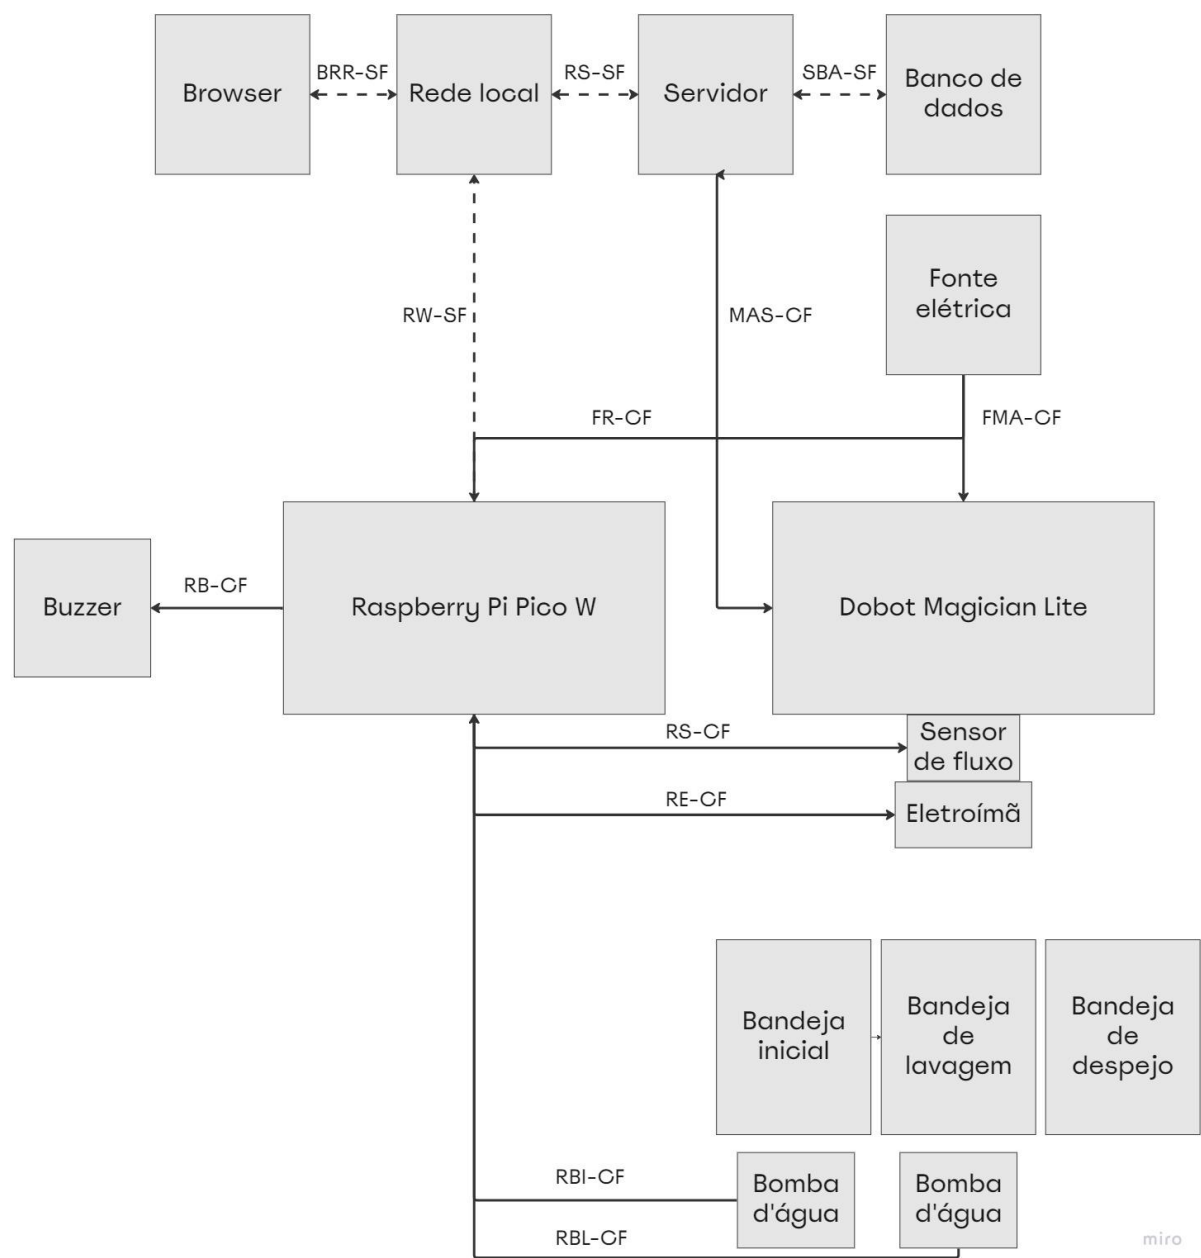 Browser
BRR-SF
Rede local
RS-SF
Servidor
SBA-SF
Banco de
dados
Fonte
elétrica
RW-SF
MAS-CF
FR-CF
FMA-CF
Buzzer
RB-CF
Raspberry Pi Pico W
Dobot Magician Lite
RS-CF
Sensor
de fluxo
RE-CF
Eletroímã
Bandeja
inicial
Bandeja
de
lavagem
Bandeja
de
despejo
RBI-CF
Bomba
d'água
Bomba
d'água
RBL-CF
miro